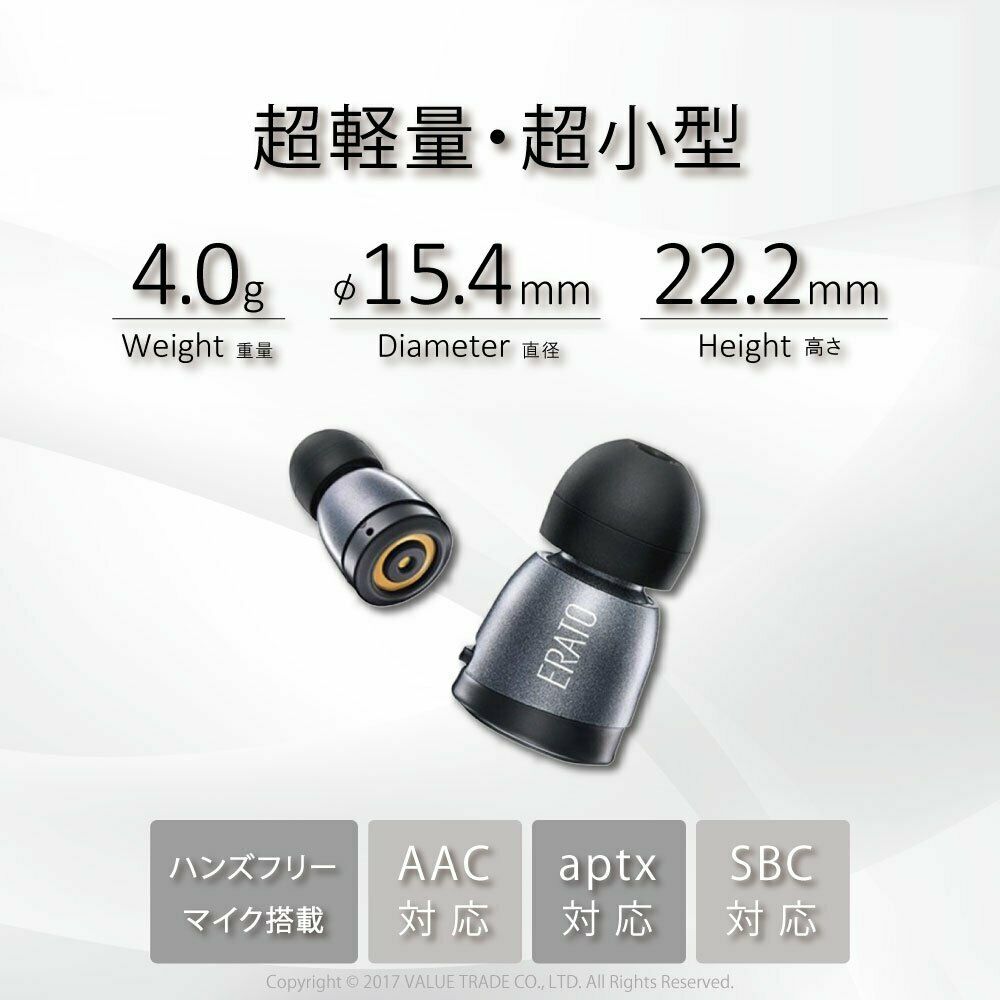 超軽量・超小型
4.0g
Weight 重量
φ15.4mm
Diameter 直径
22.2mm
Height 高さ
ERATO
ハンズフリー
マイク搭載
AAC
対応
aptx
対応
SBC
対応
Copyright © 2017 VALUE TRADE CO., LTD. All Rights Reserved.